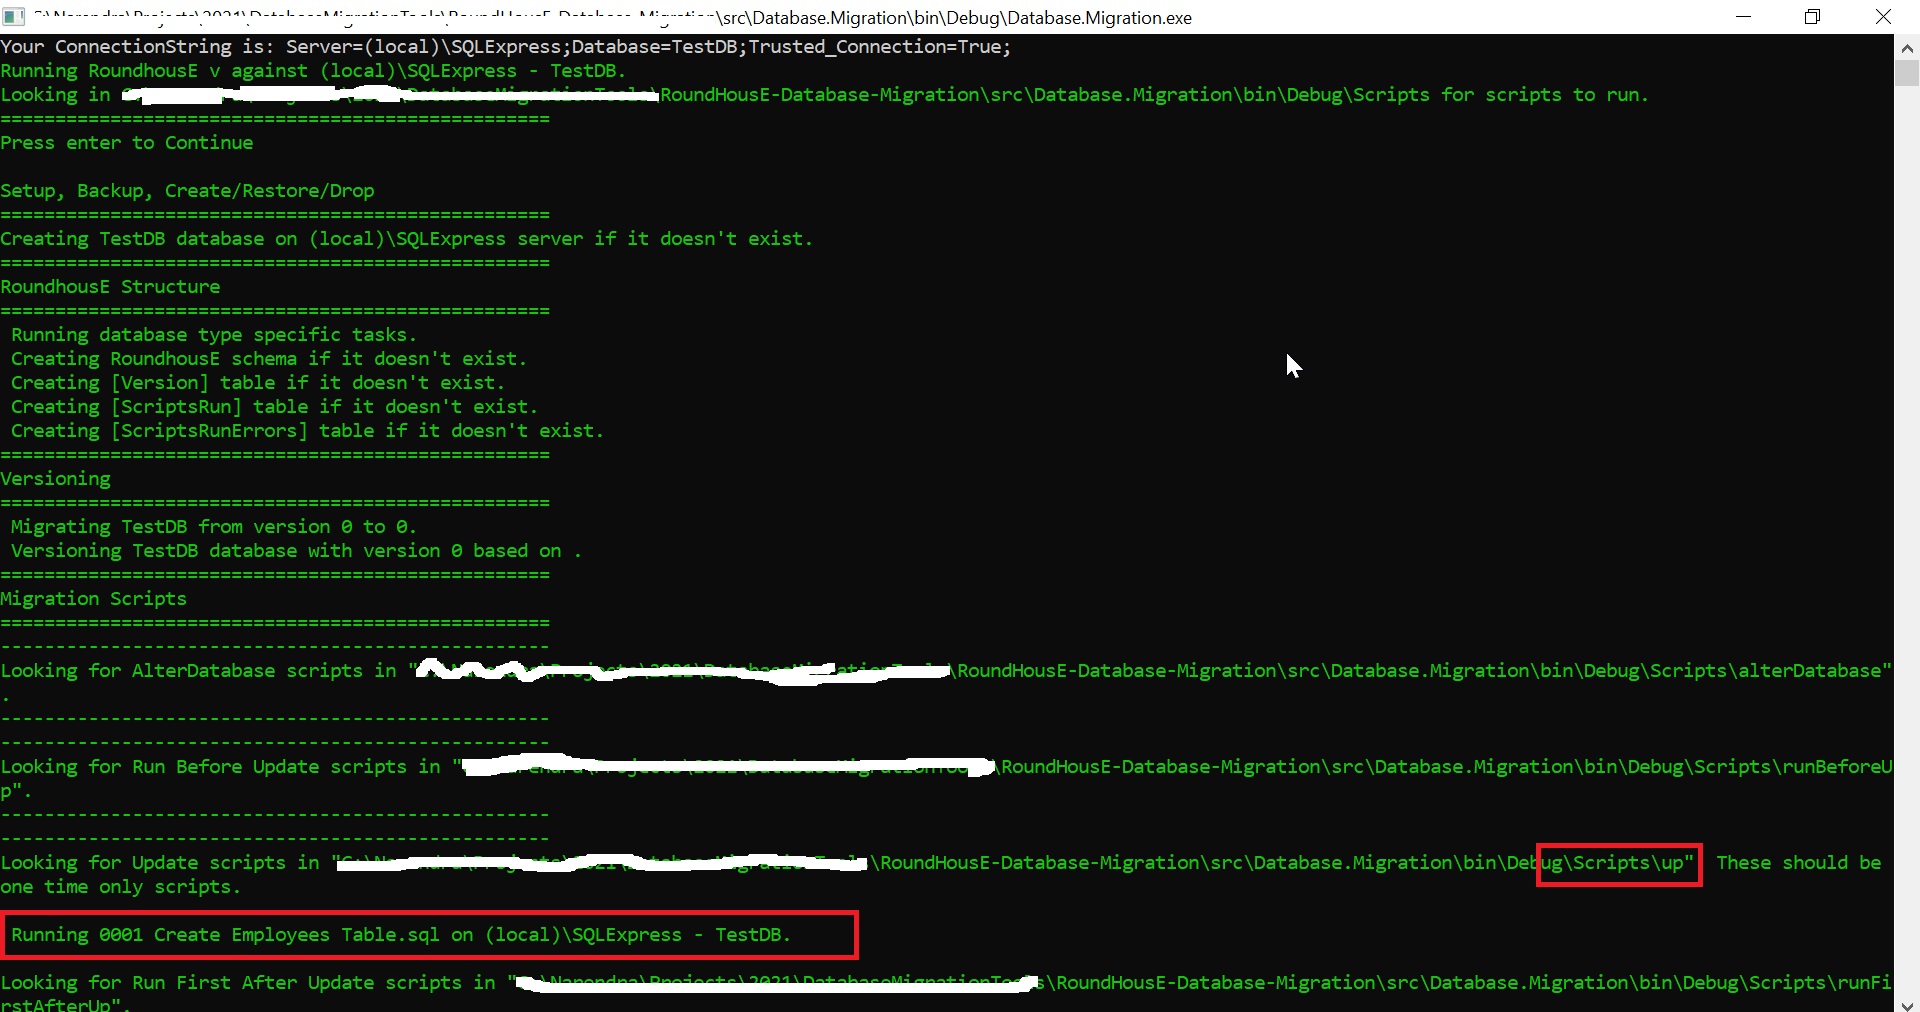 \src\Database.Migration\bin\Debug\Database.Migration.exe
Your ConnectionString is: Server=(local)\SQLExpress;Database=TestDB;Trusted_Connection=True;
Running RoundhousE v against (local)\SQLExpress - TestDB.
Looking in \RoundHousE-Database-Migration\src\Database.Migration\bin\Debug\Scripts for scripts to run.
==================================================
Press enter to Continue
Setup, Backup, Create/Restore/Drop
==================================================
Creating TestDB database on (local)\SQLExpress server if it doesn't exist.
==================================================
RoundhousE Structure
==================================================
Running database type specific tasks.
Creating RoundhousE schema if it doesn't exist.
Creating [Version] table if it doesn't exist.
Creating [ScriptsRun] table if it doesn't exist.
Creating [ScriptsRunErrors] table if it doesn't exist.
==================================================
Versioning
==================================================
Migrating TestDB from version 0 to 0.
Versioning TestDB database with version 0 based on .
==================================================
Migration Scripts
==================================================
--------------------------------------------------
Looking for AlterDatabase scripts in "\RoundHousE-Database-Migration\src\Database.Migration\bin\Debug\Scripts\alterDatabase"
.
--------------------------------------------------
--------------------------------------------------
Looking for Run Before Update scripts in "\RoundHousE-Database-Migration\src\Database.Migration\bin\Debug\Scripts\runBeforeU
p".
--------------------------------------------------
--------------------------------------------------
Looking for Update scripts in "\RoundHousE-Database-Migration\src\Database.Migration\bin\Debug\Scripts\up" These should be
one time only scripts.
Running 0001 Create Employees Table.sql on (local)\SQLExpress - TestDB.
Looking for Run First After Update scripts in "\Narendra\Projects\2021\DatabaseMigrationTools\RoundHousE-Database-Migration\src\Database.Migration\bin\Debug\Scripts\runFi
rstAfterUp".